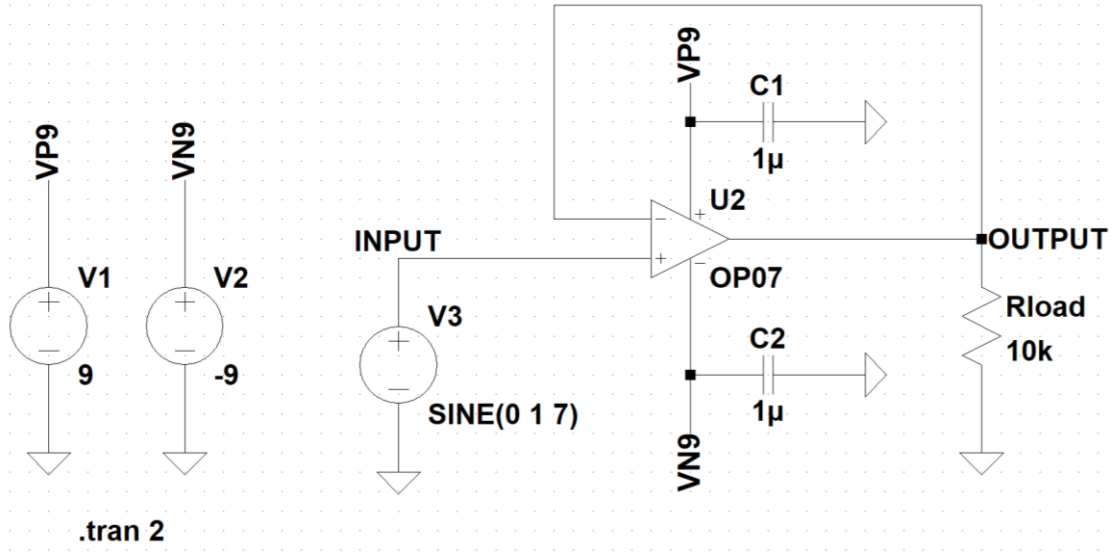 VP9
VN9
V1
9
V2
-9
.tran 2
INPUT
V3
SINE(0 1 7)
VP9
C1
1µ
U2
OP07
C2
1µ
VN9
OUTPUT
Rload
10k